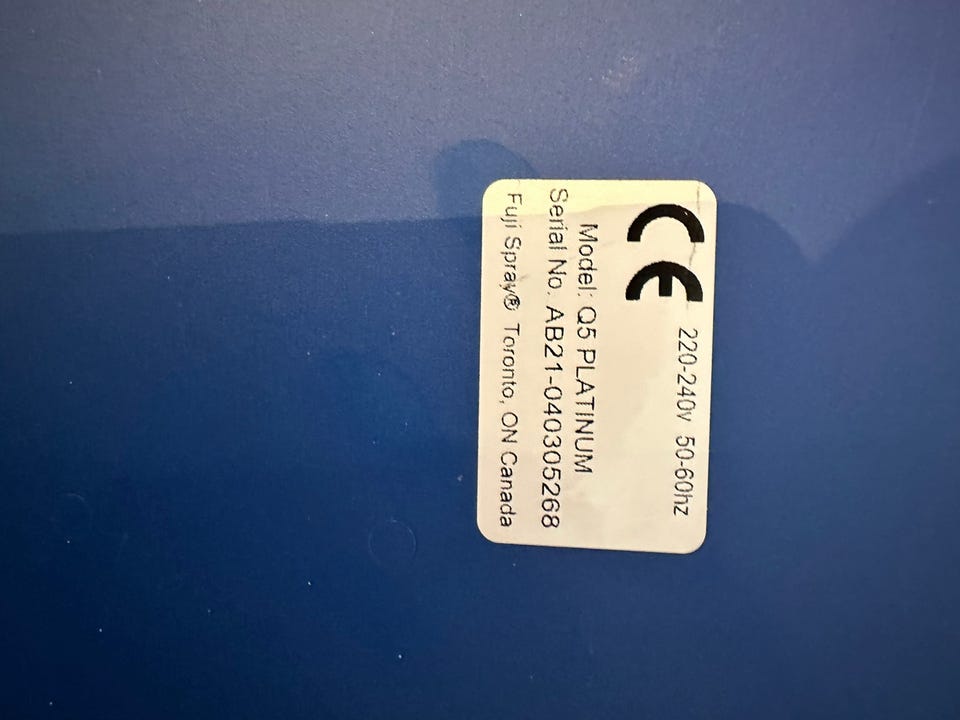 CE 220-240v 50-60hz
Model: Q5 PLATINUM
Serial No. AB21-040305268
Fuji Spray® Toronto, ON Canada